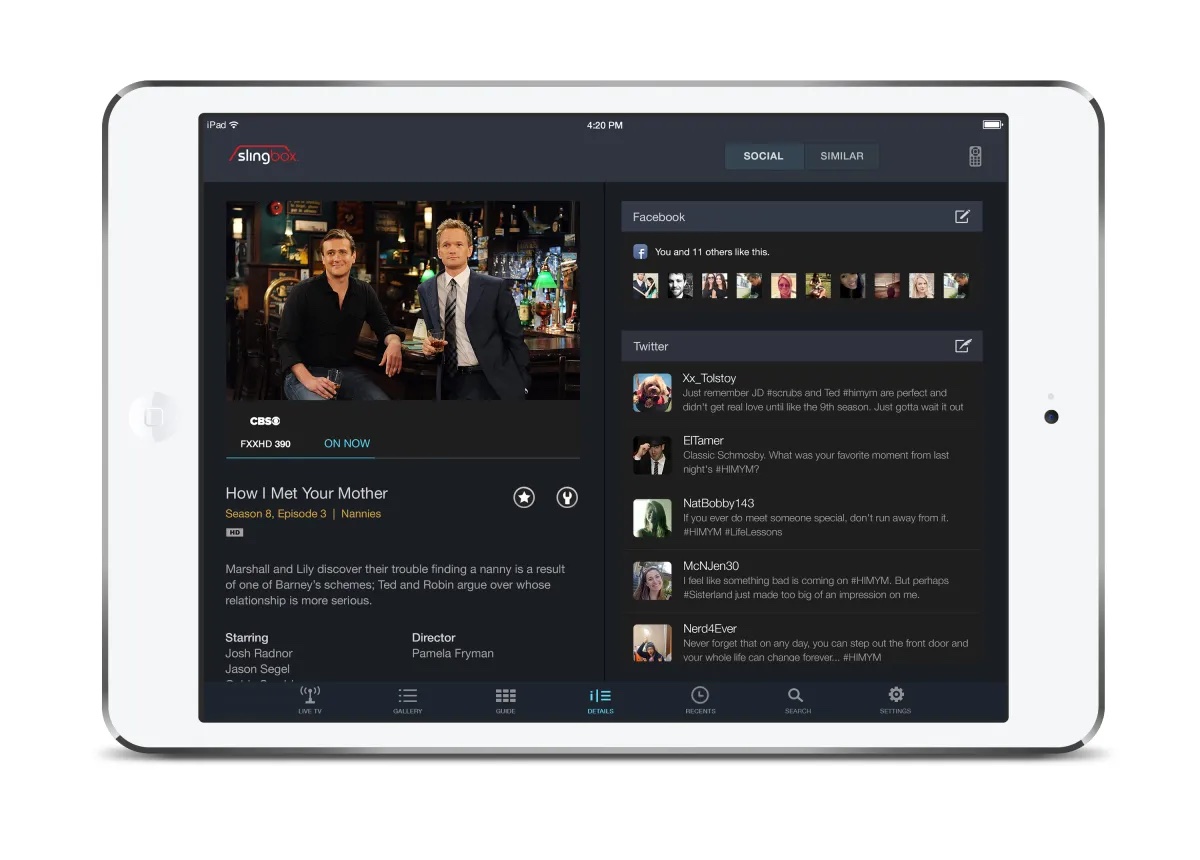 iPad
4:20 PM
slingbox
SOCIAL
SIMILAR
CBS
FXXHD 390
ON NOW
How I Met Your Mother
Season 8, Episode 3 | Nannies
HD
Marshall and Lily discover their trouble finding a nanny is a result
of one of Barney's schemes; Ted and Robin argue over whose
relationship is more serious.
Starring
Josh Radnor
Jason Segel
Director
Pamela Fryman
Facebook
f
You and 11 others like this.
Twitter
Xx_Tolstoy
Just remember JD #scrubs and Ted #himym are perfect and
didn't get real love until like the 9th season. Just gotta wait it out
ElTamer
Classic Schmosby. What was your favorite moment from last
night's #HIMYM?
NatBobby143
If you ever do meet someone special, don't run away from it.
#HIMYM #LifeLessons
McNJen30
I feel like something bad is coming on #HIMYM. But perhaps
#Sisterland just made too big of an impression on me.
Nerd4Ever
Never forget that on any day, you can step out the front door and
your whole life can change forever... #HIMYM
LIVE TV
GALLERY
GUIDE
DETAILS
RECENTS
SEARCH
SETTINGS